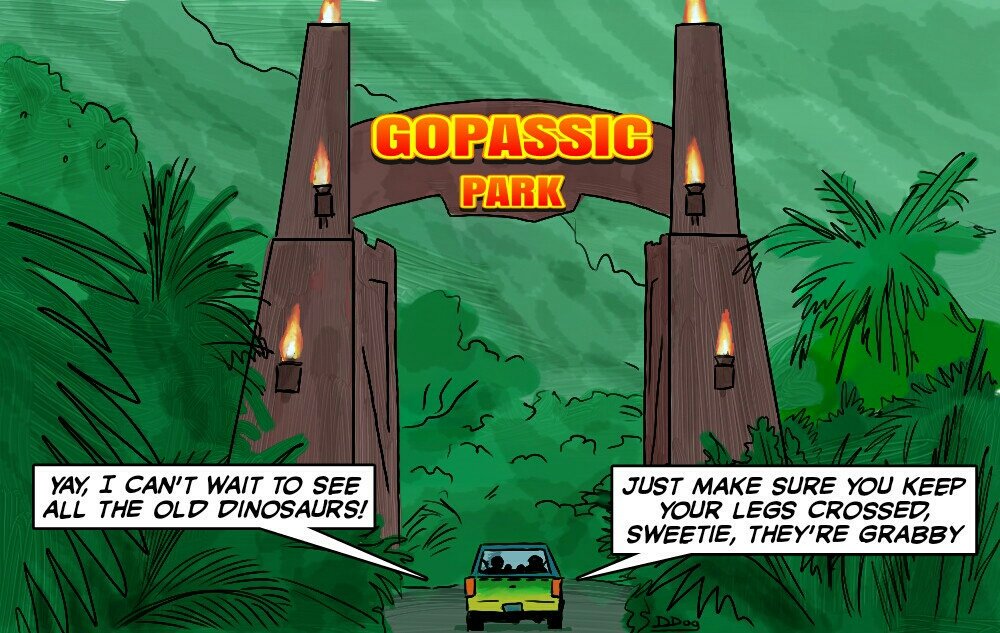 GOPASSIC
PARK
YAY, I CAN'T WAIT TO SEE
ALL THE OLD DINOSAURS!
JUST MAKE SURE YOU KEEP
YOUR LEGS CROSSED,
SWEETIE, THEY'RE GRABBY